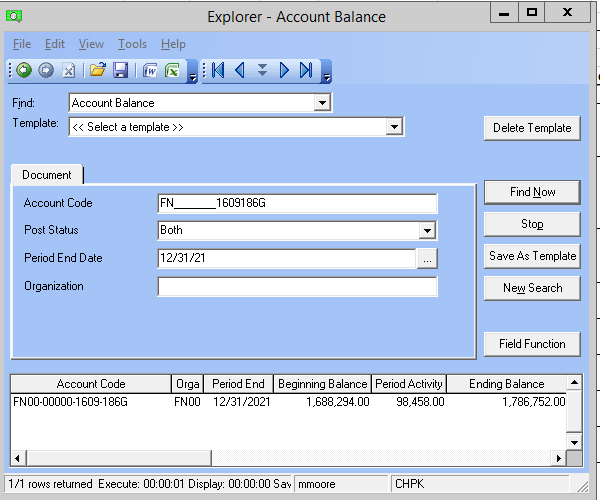 Explorer - Account Balance
File Edit View Tools Help
Find: Account Balance
Template: << Select a template >>
Delete Template
Document
Account Code FN_______1609186G
Find Now
Post Status Both
Stop
Period End Date 12/31/21 ...
Save As Template
Organization
New Search
Field Function
Account Code Orga Period End Beginning Balance Period Activity Ending Balance
FN00-00000-1609-186G FN00 12/31/2021 1,688,294.00 98,458.00 1,786,752.00
1/1 rows returned Execute: 00:00:01 Display: 00:00:00 Sav mmoore CHPK